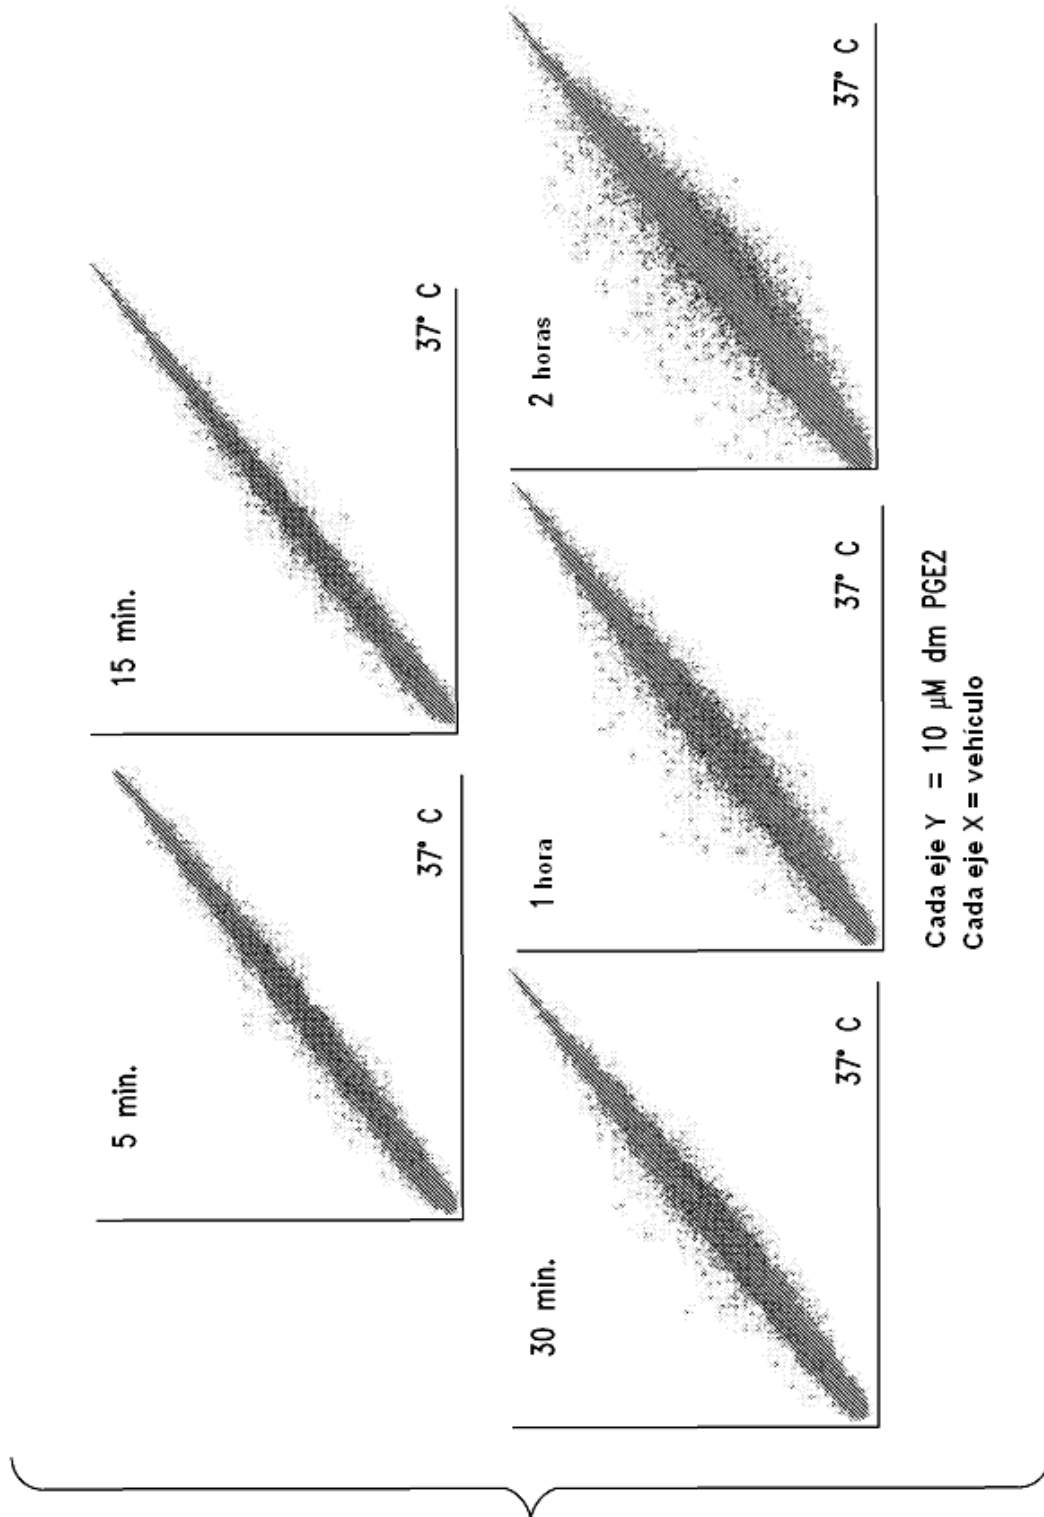 5 min.
37° C
15 min.
37° C
30 min.
37° C
1 hora
37° C
2 horas
37° C
Cada eje Y = 10 µM dm PGE2
Cada eje X = vehículo